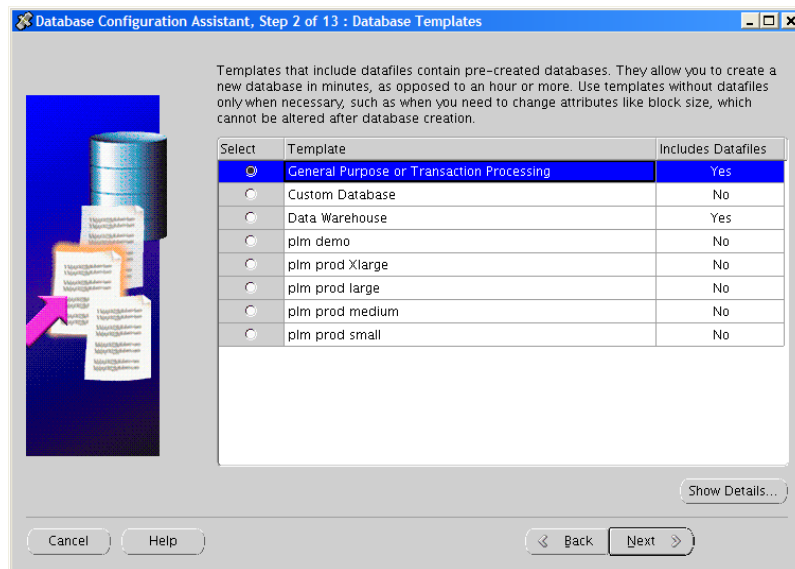 Database Configuration Assistant, Step 2 of 13 : Database Templates
Templates that include datafiles contain pre-created databases. They allow you to create a
new database in minutes, as opposed to an hour or more. Use templates without datafiles
only when necessary, such as when you need to change attributes like block size, which
cannot be altered after database creation.
Select Template Includes Datafiles
General Purpose or Transaction Processing Yes
Custom Database No
Data Warehouse Yes
plm demo No
plm prod Xlarge No
plm prod large No
plm prod medium No
plm prod small No
Show Details...
Cancel Help Back Next